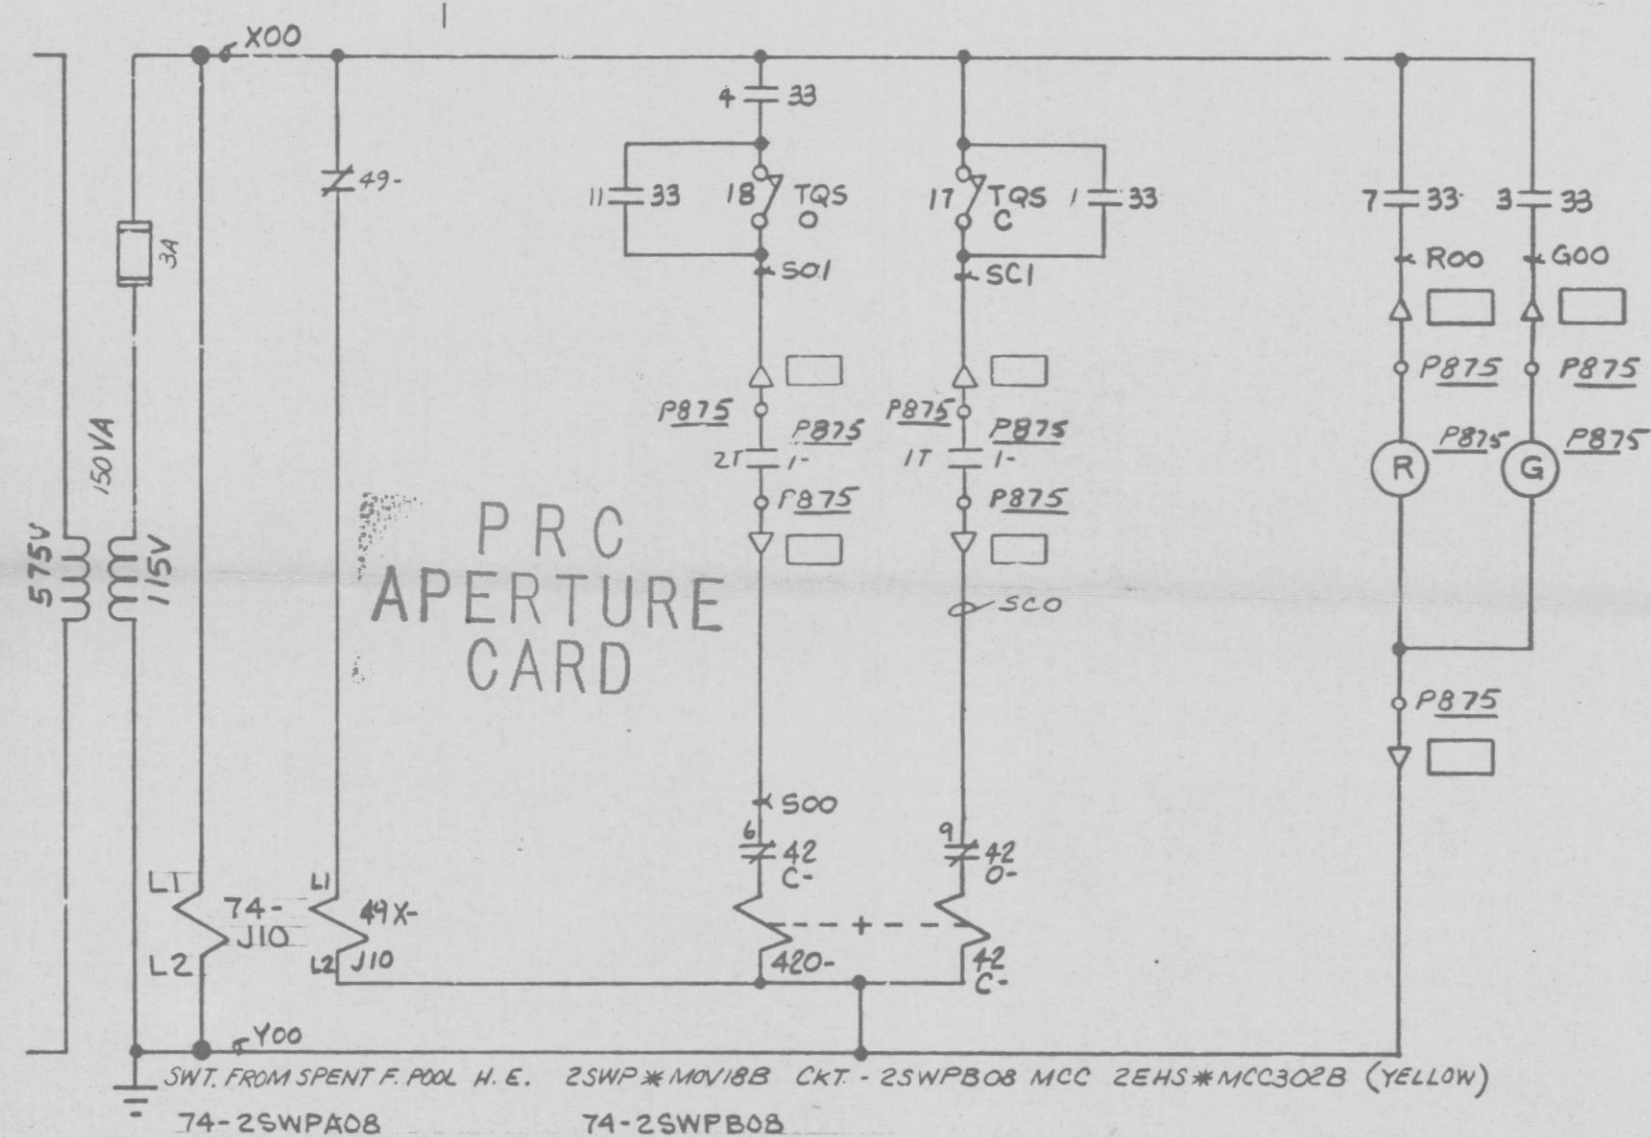 X00
4 33
49-
11 33
18 TQS
O
17 TQS
C
1 33
7 33
3 33
3A
S01
SC1
R00
G00
P875
P875
P875
P875
P875
P875
2T 1-
1T 1-
P875
P875
R
P875
G
P875
150VA
575V
115V
PRC
APERTURE
CARD
SC0
P875
S00
6
42
C-
9
42
O-
L1
74-
J10
L2
L1
49X-
L2 J10
+
420-
42
C-
Y00
SWT. FROM SPENT F. POOL H. E. 2SWP*MOV18B CKT - 2SWPB08 MCC 2EHS*MCC302B (YELLOW)
74-2SWPA08 74-2SWPB08